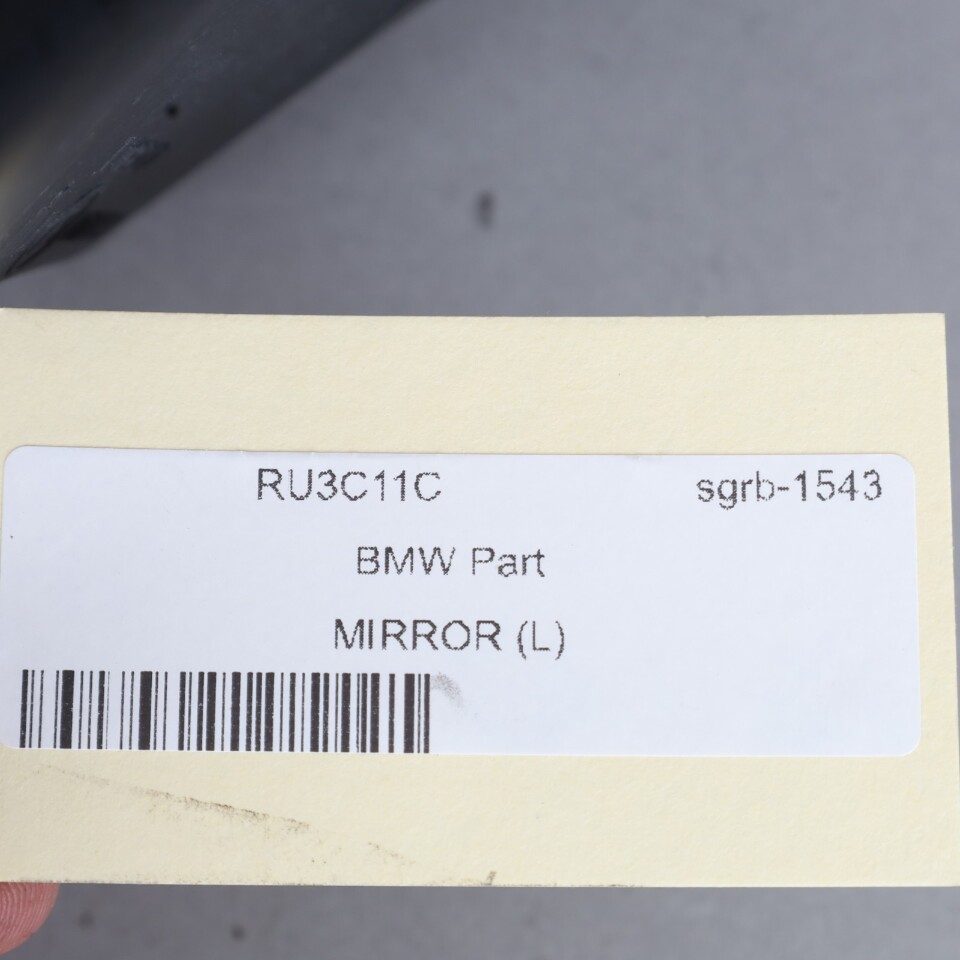 RU3C11C sgrb-1543
BMW Part
MIRROR (L)